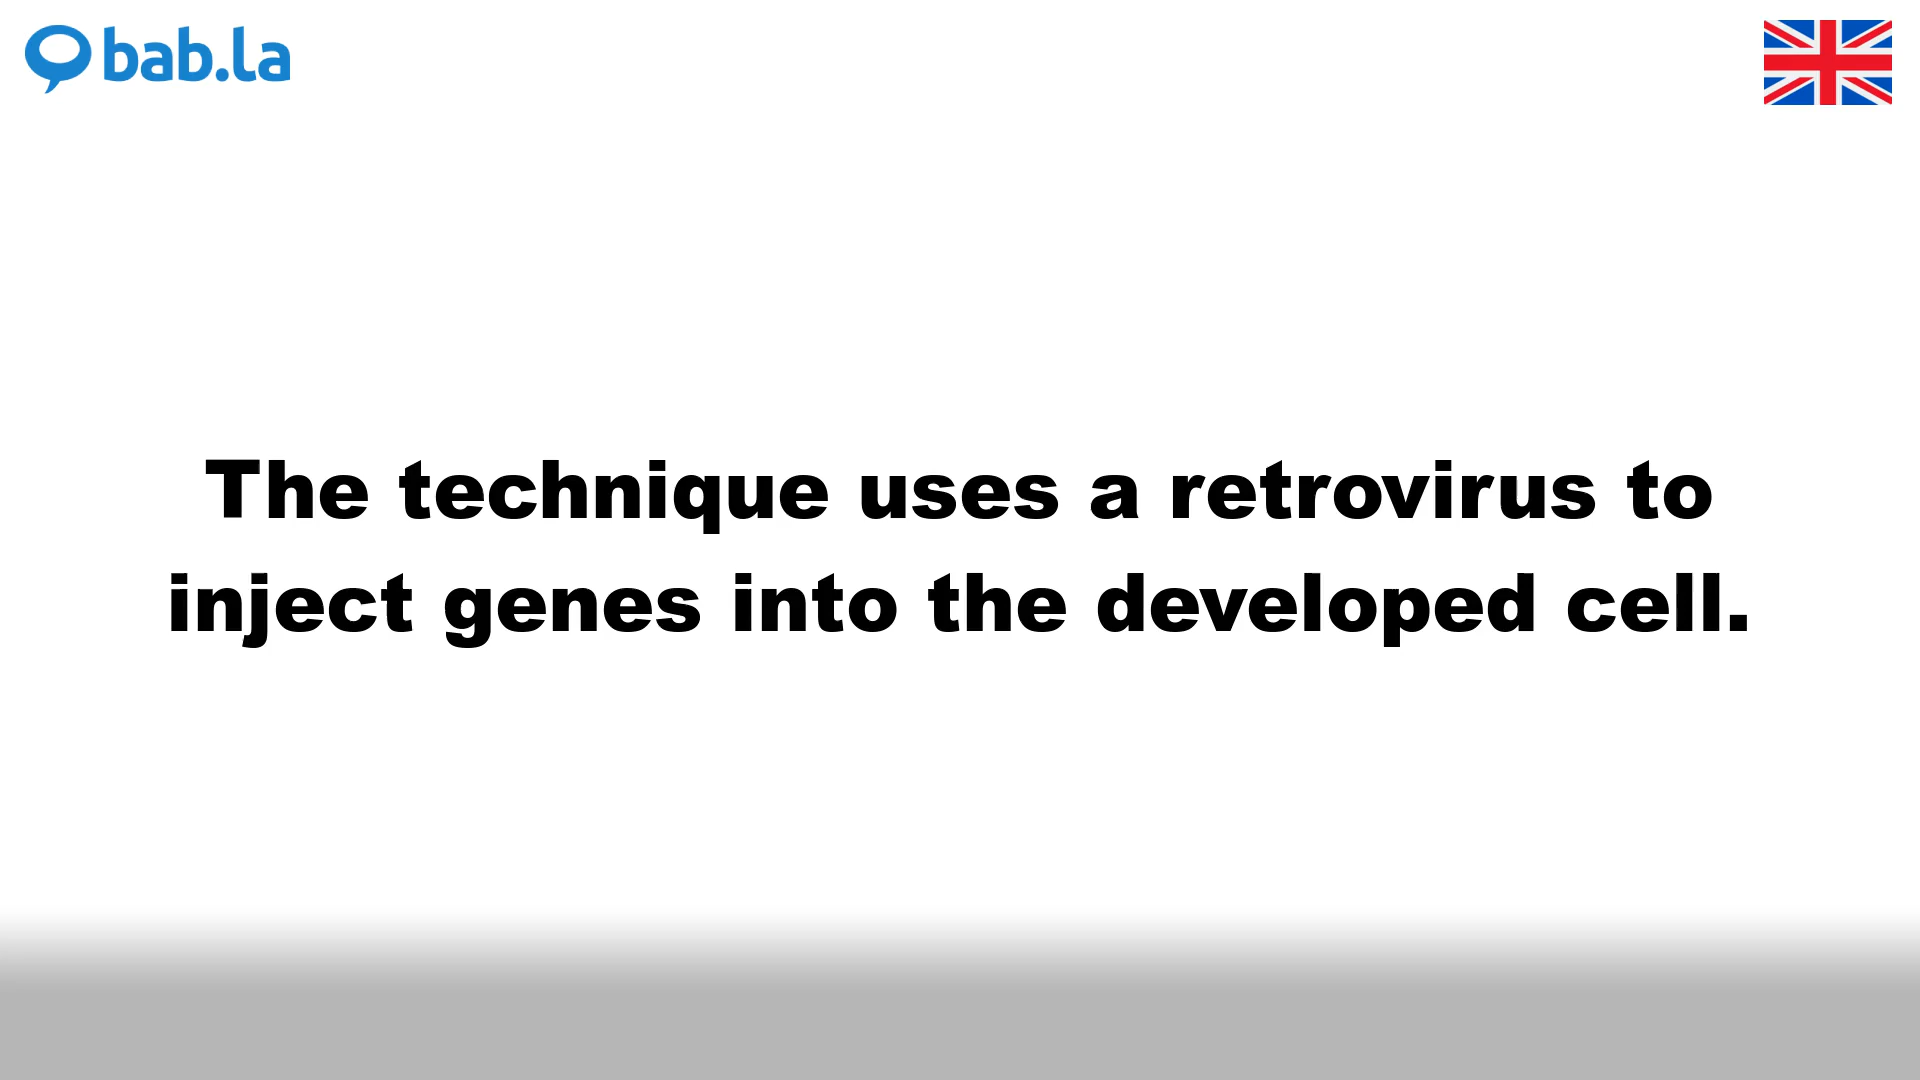 bab.la
The technique uses a retrovirus to
inject genes into the developed cell.